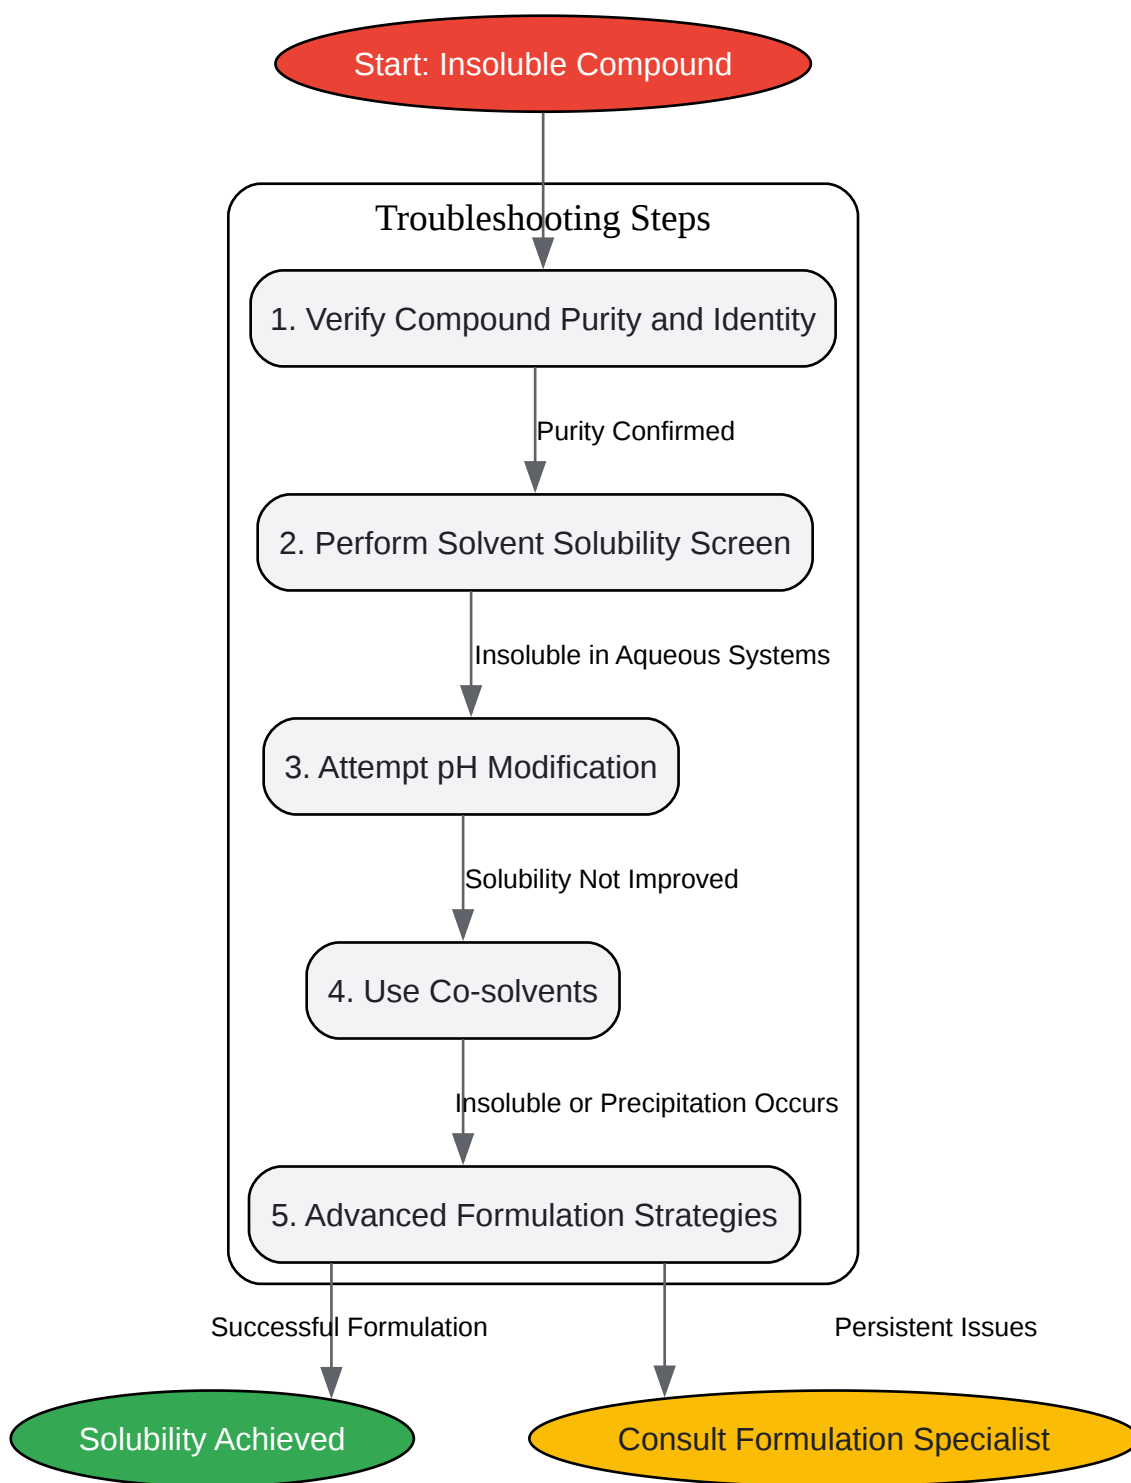 Start: Insoluble Compound
Troubleshooting Steps
1. Verify Compound Purity and Identity
Purity Confirmed
2. Perform Solvent Solubility Screen
Insoluble in Aqueous Systems
3. Attempt pH Modification
Solubility Not Improved
4. Use Co-solvents
Insoluble or Precipitation Occurs
5. Advanced Formulation Strategies
Successful Formulation
Persistent Issues
Solubility Achieved
Consult Formulation Specialist